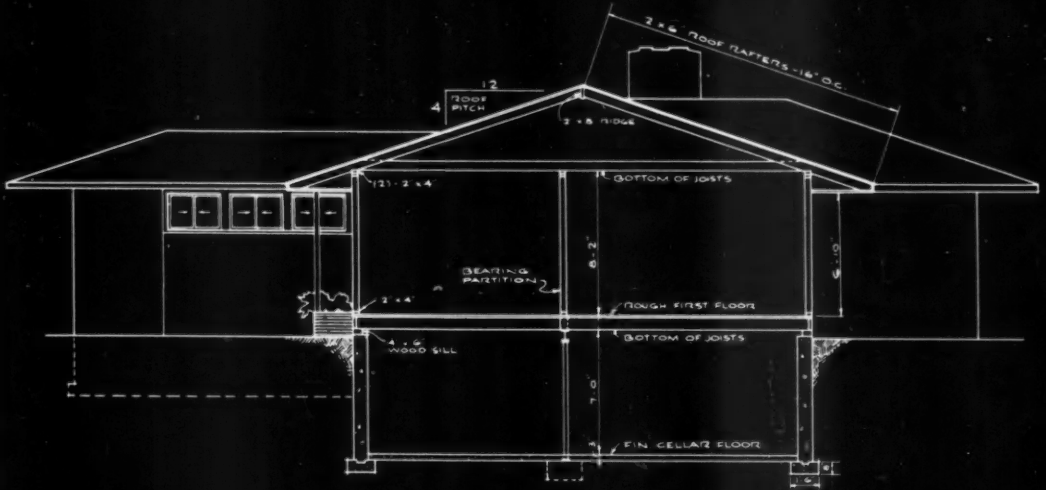 2 x 6 ROOF RAFTERS - 16" O.C.
12
4
ROOF
PITCH
2 x 8 RIDGE
(2) - 2" x 4"
BOTTOM OF JOISTS
8'-2"
6'-10"
BEARING
PARTITION
2" x 4"
ROUGH FIRST FLOOR
BOTTOM OF JOISTS
4 x 6
WOOD SILL
7'-0"
FIN CELLAR FLOOR